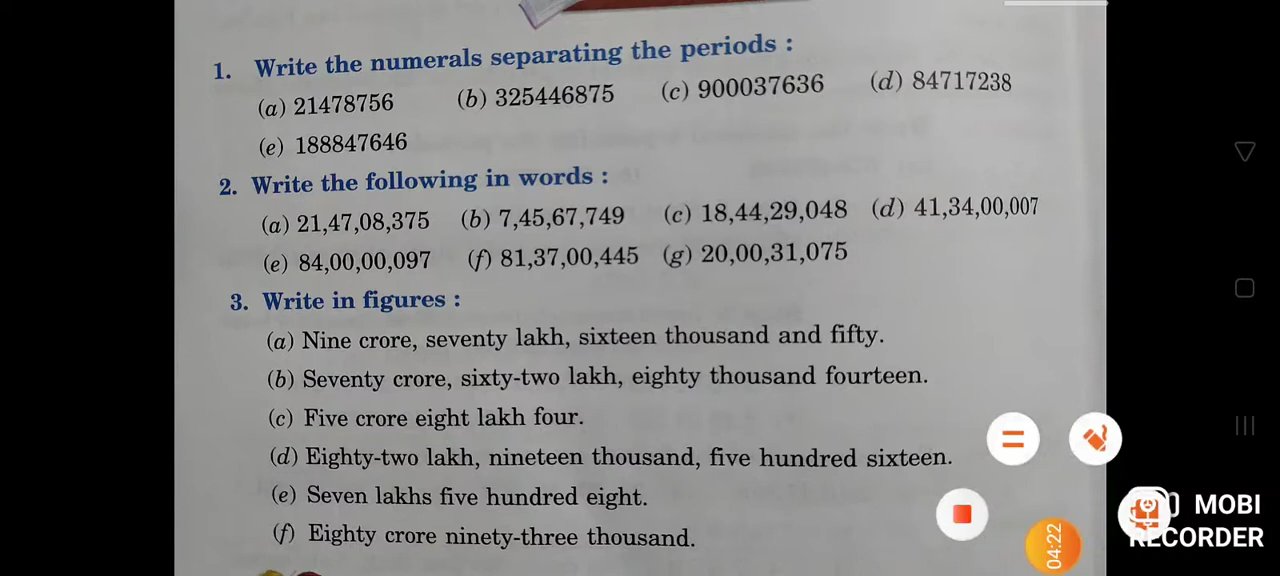 1. Write the numerals separating the periods :
(a) 21478756 (b) 325446875 (c) 900037636 (d) 84717238
(e) 188847646
2. Write the following in words :
(a) 21,47,08,375 (b) 7,45,67,749 (c) 18,44,29,048 (d) 41,34,00,007
(e) 84,00,00,097 (f) 81,37,00,445 (g) 20,00,31,075
3. Write in figures :
(a) Nine crore, seventy lakh, sixteen thousand and fifty.
(b) Seventy crore, sixty-two lakh, eighty thousand fourteen.
(c) Five crore eight lakh four.
(d) Eighty-two lakh, nineteen thousand, five hundred sixteen.
(e) Seven lakhs five hundred eight.
(f) Eighty crore ninety-three thousand.
04:22
MOBI
RECORDER